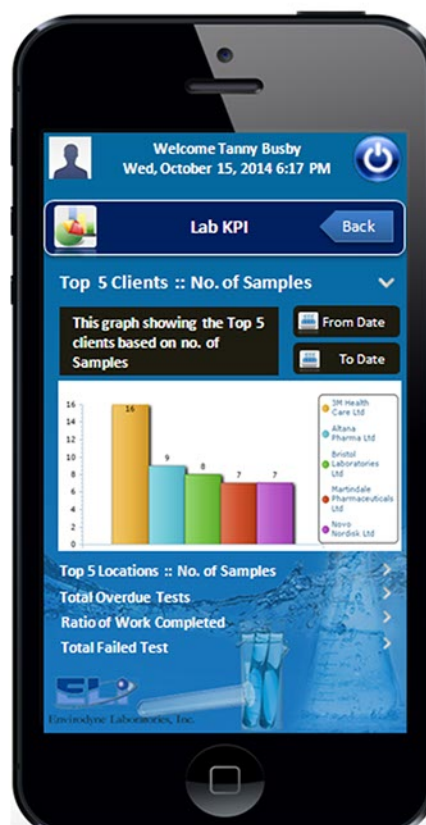 Welcome Tanny Busby
Wed, October 15, 2014 6:17 PM
Lab KPI
Back
Top 5 Clients :: No. of Samples
This graph showing the Top 5
clients based on no. of
Samples
From Date
To Date
16
14
12
10
8
6
4
2
0
16
9
8
7
7
3M Health
Care Ltd
Altana
Pharma Ltd
Bristol
Laboratories
Ltd
Martindale
Pharmaceuticals
Ltd
Novo
Nordisk Ltd
Top 5 Locations :: No. of Samples
Total Overdue Tests
Ratio of Work Completed
Total Failed Test
ELI
Envirodyne Laboratories, Inc.